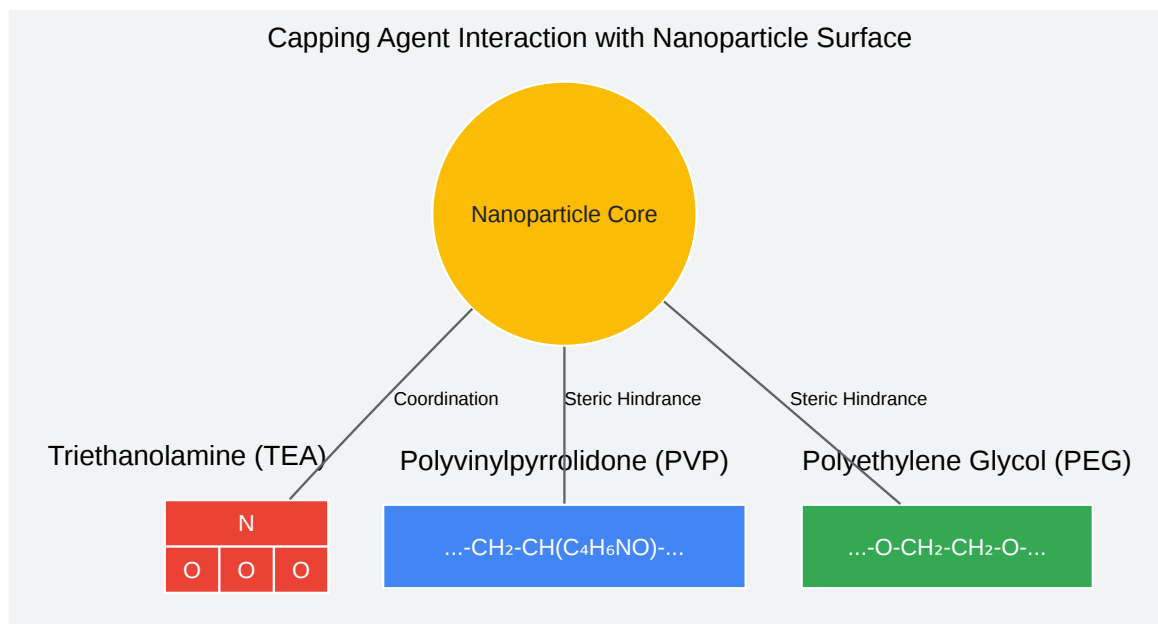 Capping Agent Interaction with Nanoparticle Surface
Nanoparticle Core
Coordination
Steric Hindrance
Steric Hindrance
Triethanolamine (TEA)
Polyvinylpyrrolidone (PVP)
Polyethylene Glycol (PEG)
N
O O O
...-CH₂-CH(C₄H₆NO)-...
...-O-CH₂-CH₂-O-...